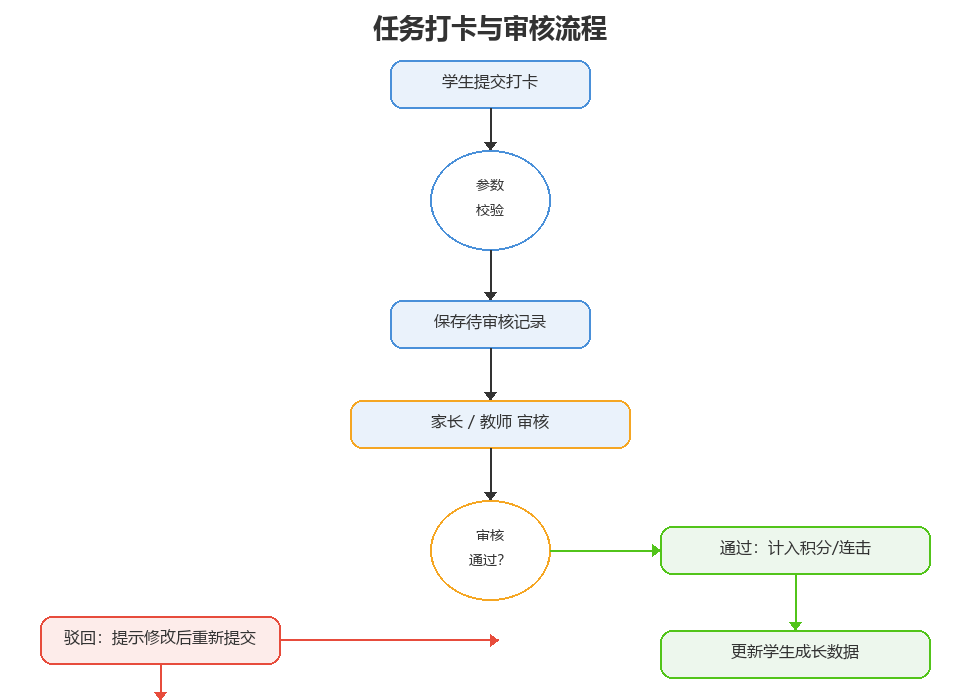 任务打卡与审核流程
学生提交打卡
参数
校验
保存待审核记录
家长 / 教师 审核
审核
通过?
通过：计入积分/连击
驳回：提示修改后重新提交
更新学生成长数据